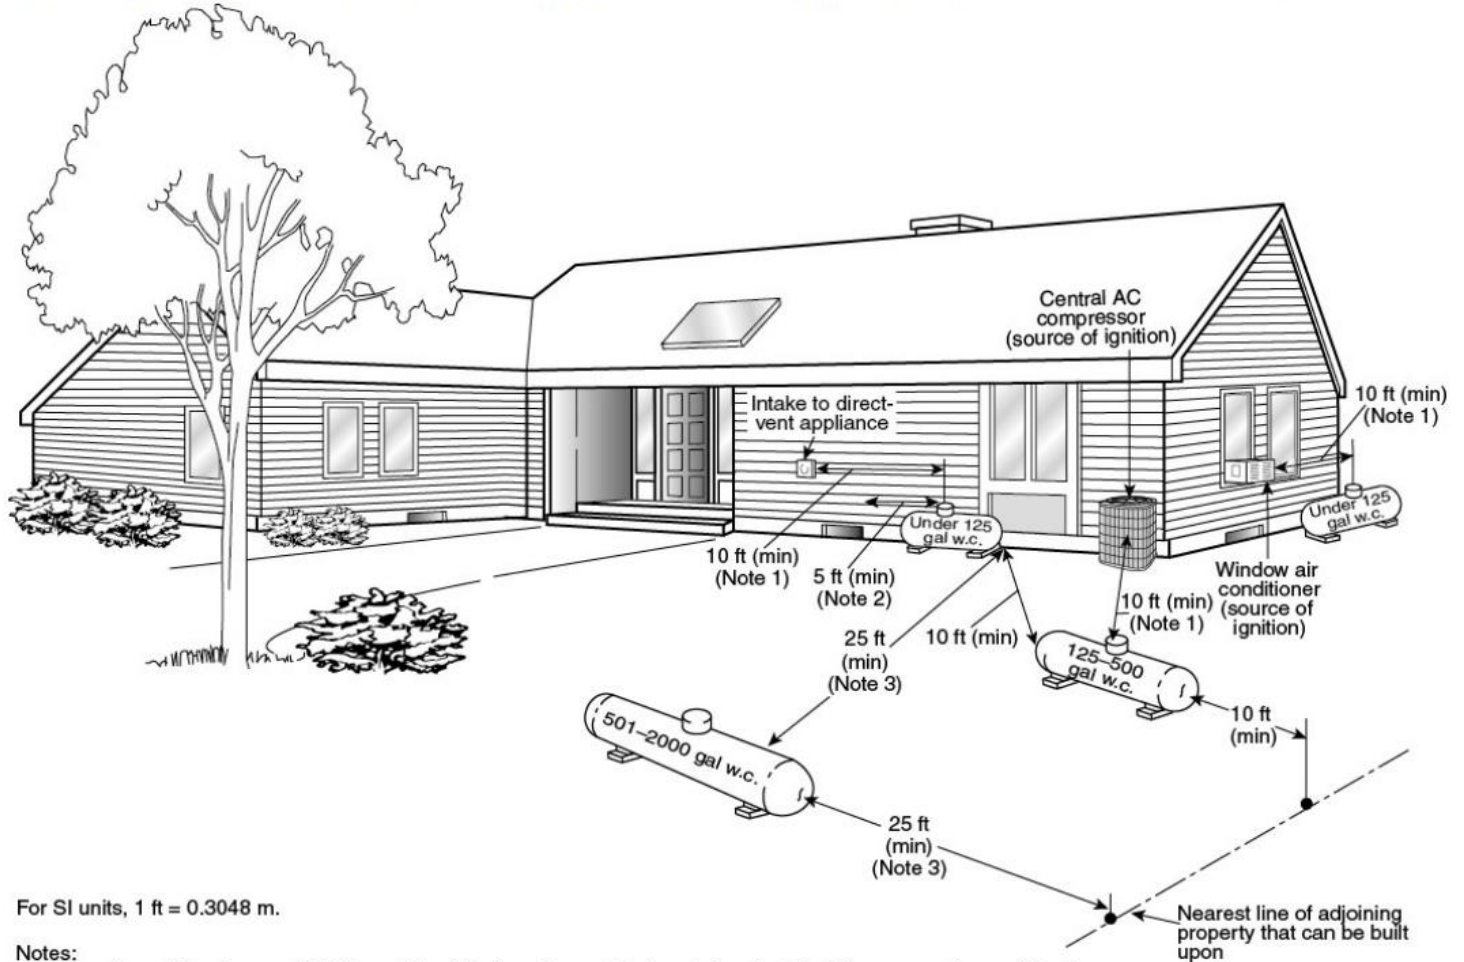 Central AC
compressor
(source of ignition)
10 ft (min)
(Note 1)
Intake to direct-
vent appliance
Under 125
gal w.c.
Under 125
gal w.c.
10 ft (min)
(Note 1)
5 ft (min)
(Note 2)
Window air
conditioner
(source of
ignition)
10 ft (min)
(Note 1)
25 ft
(min)
(Note 3)
10 ft (min)
125–500
gal w.c.
10 ft
(min)
501–2000 gal w.c.
25 ft
(min)
(Note 3)
Nearest line of adjoining
property that can be built
upon
For SI units, 1 ft = 0.3048 m.
Notes: